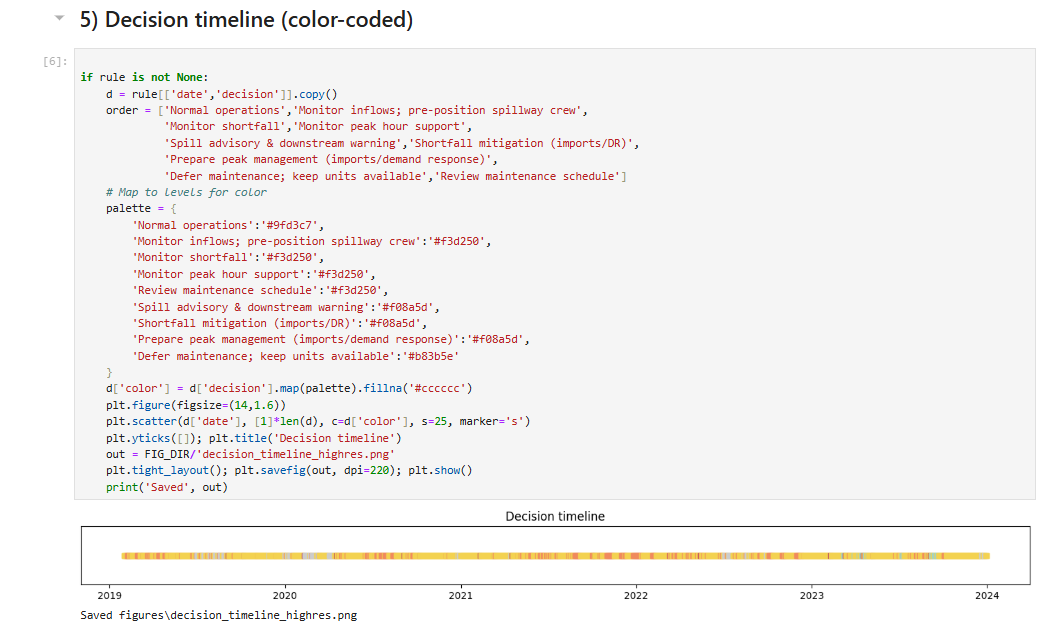 5) Decision timeline (color-coded)
[6]:
if rule is not None:
    d = rule[['date','decision']].copy()
    order = ['Normal operations','Monitor inflows; pre-position spillway crew',
             'Monitor shortfall','Monitor peak hour support',
             'Spill advisory & downstream warning','Shortfall mitigation (imports/DR)',
             'Prepare peak management (imports/demand response)',
             'Defer maintenance; keep units available','Review maintenance schedule']
    # Map to levels for color
    palette = {
        'Normal operations':'#9fd3c7',
        'Monitor inflows; pre-position spillway crew':'#f3d250',
        'Monitor shortfall':'#f3d250',
        'Monitor peak hour support':'#f3d250',
        'Review maintenance schedule':'#f3d250',
        'Spill advisory & downstream warning':'#f08a5d',
        'Shortfall mitigation (imports/DR)':'#f08a5d',
        'Prepare peak management (imports/demand response)':'#f08a5d',
        'Defer maintenance; keep units available':'#b83b5e'
    }
    d['color'] = d['decision'].map(palette).fillna('#cccccc')
    plt.figure(figsize=(14,1.6))
    plt.scatter(d['date'], [1]*len(d), c=d['color'], s=25, marker='s')
    plt.yticks([]); plt.title('Decision timeline')
    out = FIG_DIR/'decision_timeline_highres.png'
    plt.tight_layout(); plt.savefig(out, dpi=220); plt.show()
    print('Saved', out)
Decision timeline
2019 2020 2021 2022 2023 2024
Saved figures\decision_timeline_highres.png